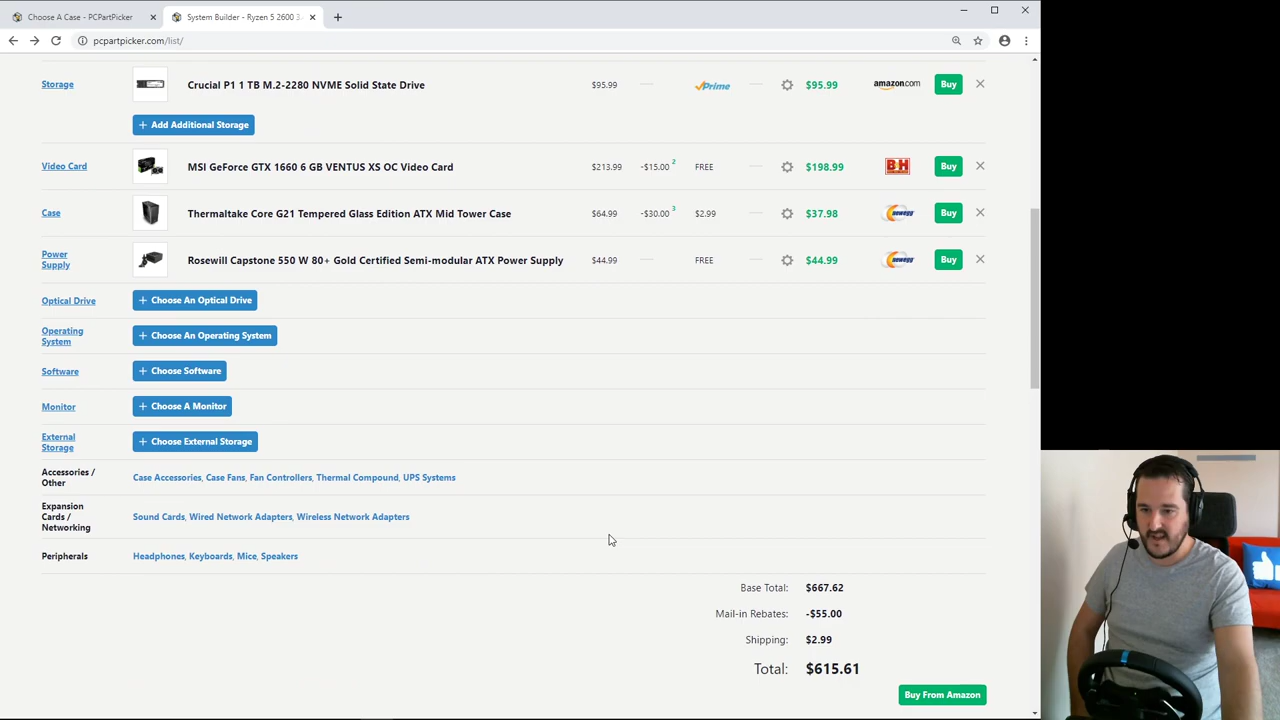 Choose A Case - PCPartPicker
System Builder - Ryzen 5 2600 3.
pcpartpicker.com/list/
Storage Crucial P1 1 TB M.2-2280 NVME Solid State Drive $95.99 Prime $95.99 amazon.com Buy
+ Add Additional Storage
Video Card MSI GeForce GTX 1660 6 GB VENTUS XS OC Video Card $213.99 -$15.00 2 FREE $198.99 B&H Buy
Case Thermaltake Core G21 Tempered Glass Edition ATX Mid Tower Case $64.99 -$30.00 3 $2.99 $37.98 newegg Buy
Power Supply Rosewill Capstone 550 W 80+ Gold Certified Semi-modular ATX Power Supply $44.99 FREE $44.99 newegg Buy
Optical Drive + Choose An Optical Drive
Operating System + Choose An Operating System
Software + Choose Software
Monitor + Choose A Monitor
External Storage + Choose External Storage
Accessories / Other Case Accessories, Case Fans, Fan Controllers, Thermal Compound, UPS Systems
Expansion Cards / Networking Sound Cards, Wired Network Adapters, Wireless Network Adapters
Peripherals Headphones, Keyboards, Mice, Speakers
Base Total: $667.62
Mail-in Rebates: -$55.00
Shipping: $2.99
Total: $615.61
Buy From Amazon